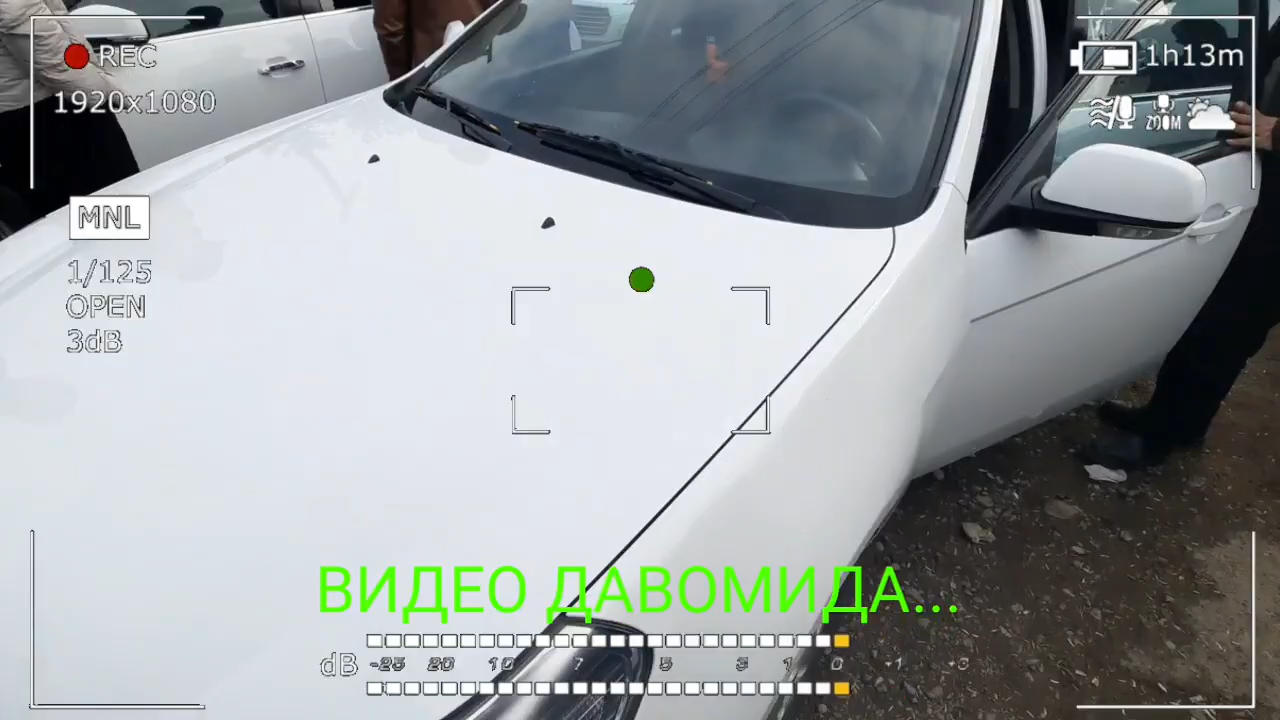 REC
1920x1080
1h13m
ZOOM
MNL
1/125
OPEN
3dB
ВИДЕО ДАВОМИДА...
dB -25 20 10 7 5 3 1 0 +1 +3